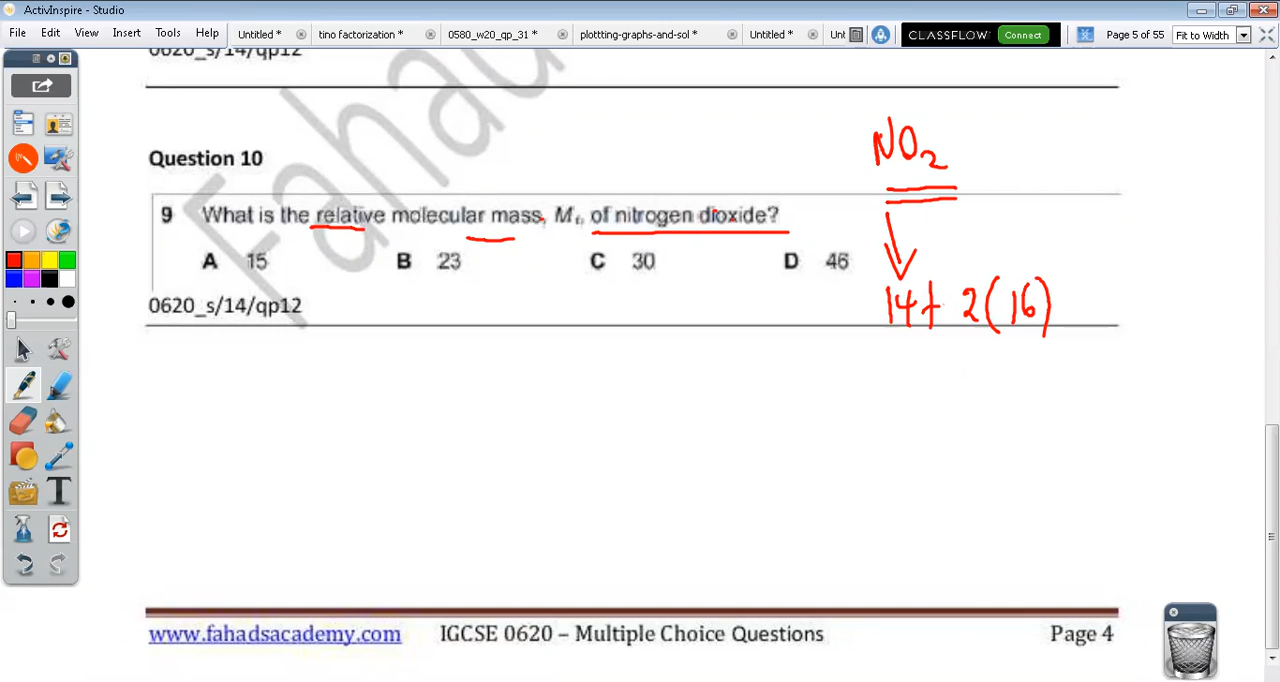 ActivInspire - Studio
File Edit View Insert Tools Help
Untitled * tino factorization * 0580_w20_qp_31 * plottting-graphs-and-sol * Untitled * Unt CLASSFLOW Connect Page 5 of 55 Fit to Width
0620_s/14/qp12
Fahad
Question 10
NO2
9 What is the relative molecular mass, Mr, of nitrogen dioxide?
A 15 B 23 C 30 D 46
14+ 2(16)
0620_s/14/qp12
www.fahadsacademy.com IGCSE 0620 – Multiple Choice Questions Page 4